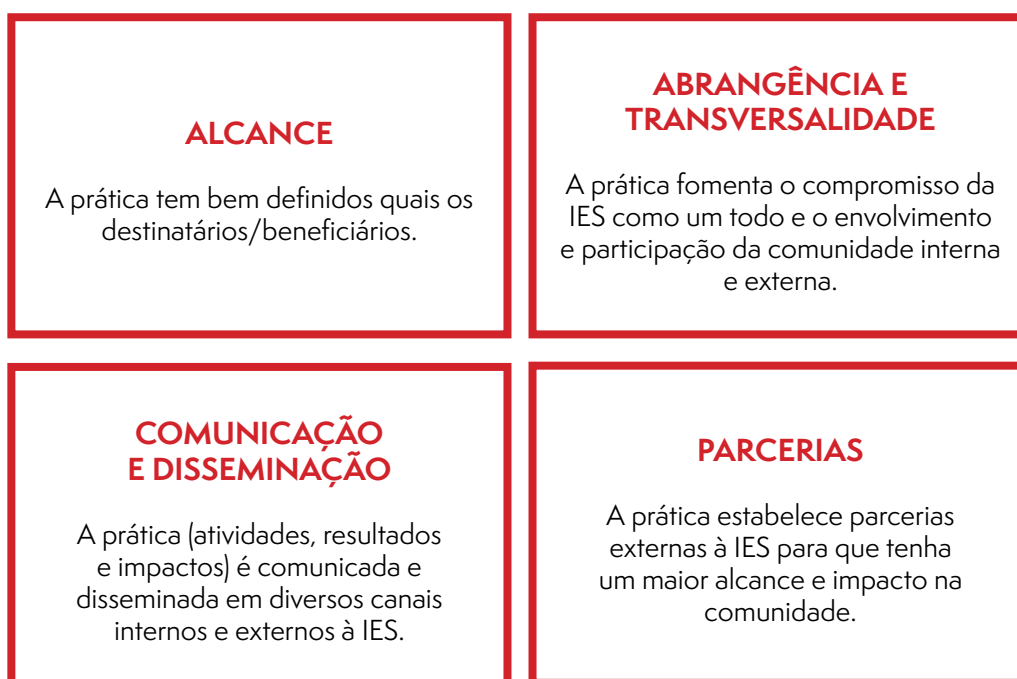 ALCANCE
A prática tem bem definidos quais os
destinatários/beneficiários.
ABRANGÊNCIA E
TRANSVERSALIDADE
A prática fomenta o compromisso da
IES como um todo e o envolvimento
e participação da comunidade interna
e externa.
COMUNICAÇÃO
E DISSEMINAÇÃO
A prática (atividades, resultados
e impactos) é comunicada e
disseminada em diversos canais
internos e externos à IES.
PARCERIAS
A prática estabelece parcerias
externas à IES para que tenha
um maior alcance e impacto na
comunidade.